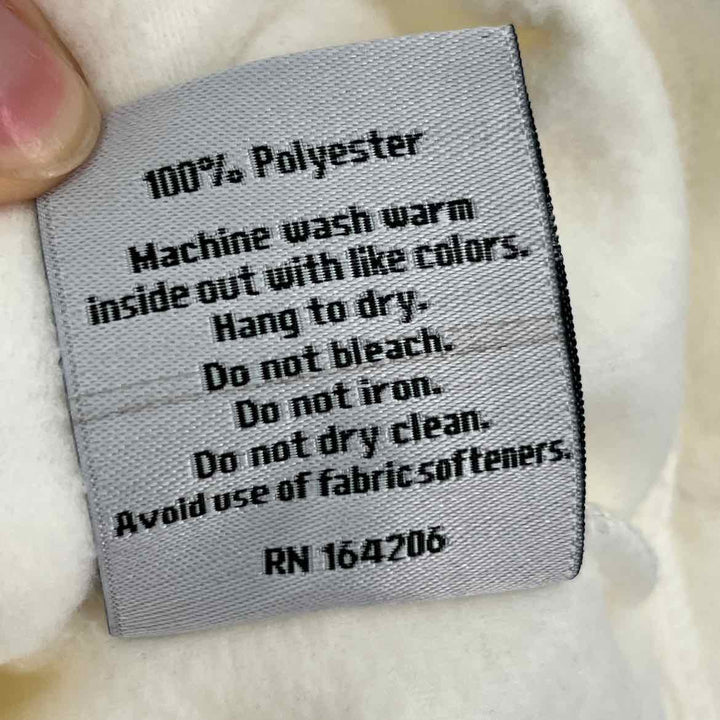 100% Polyester
Machine wash warm
inside out with like colors.
Hang to dry.
Do not bleach.
Do not iron.
Do not dry clean.
Avoid use of fabric softeners.
RN 164206